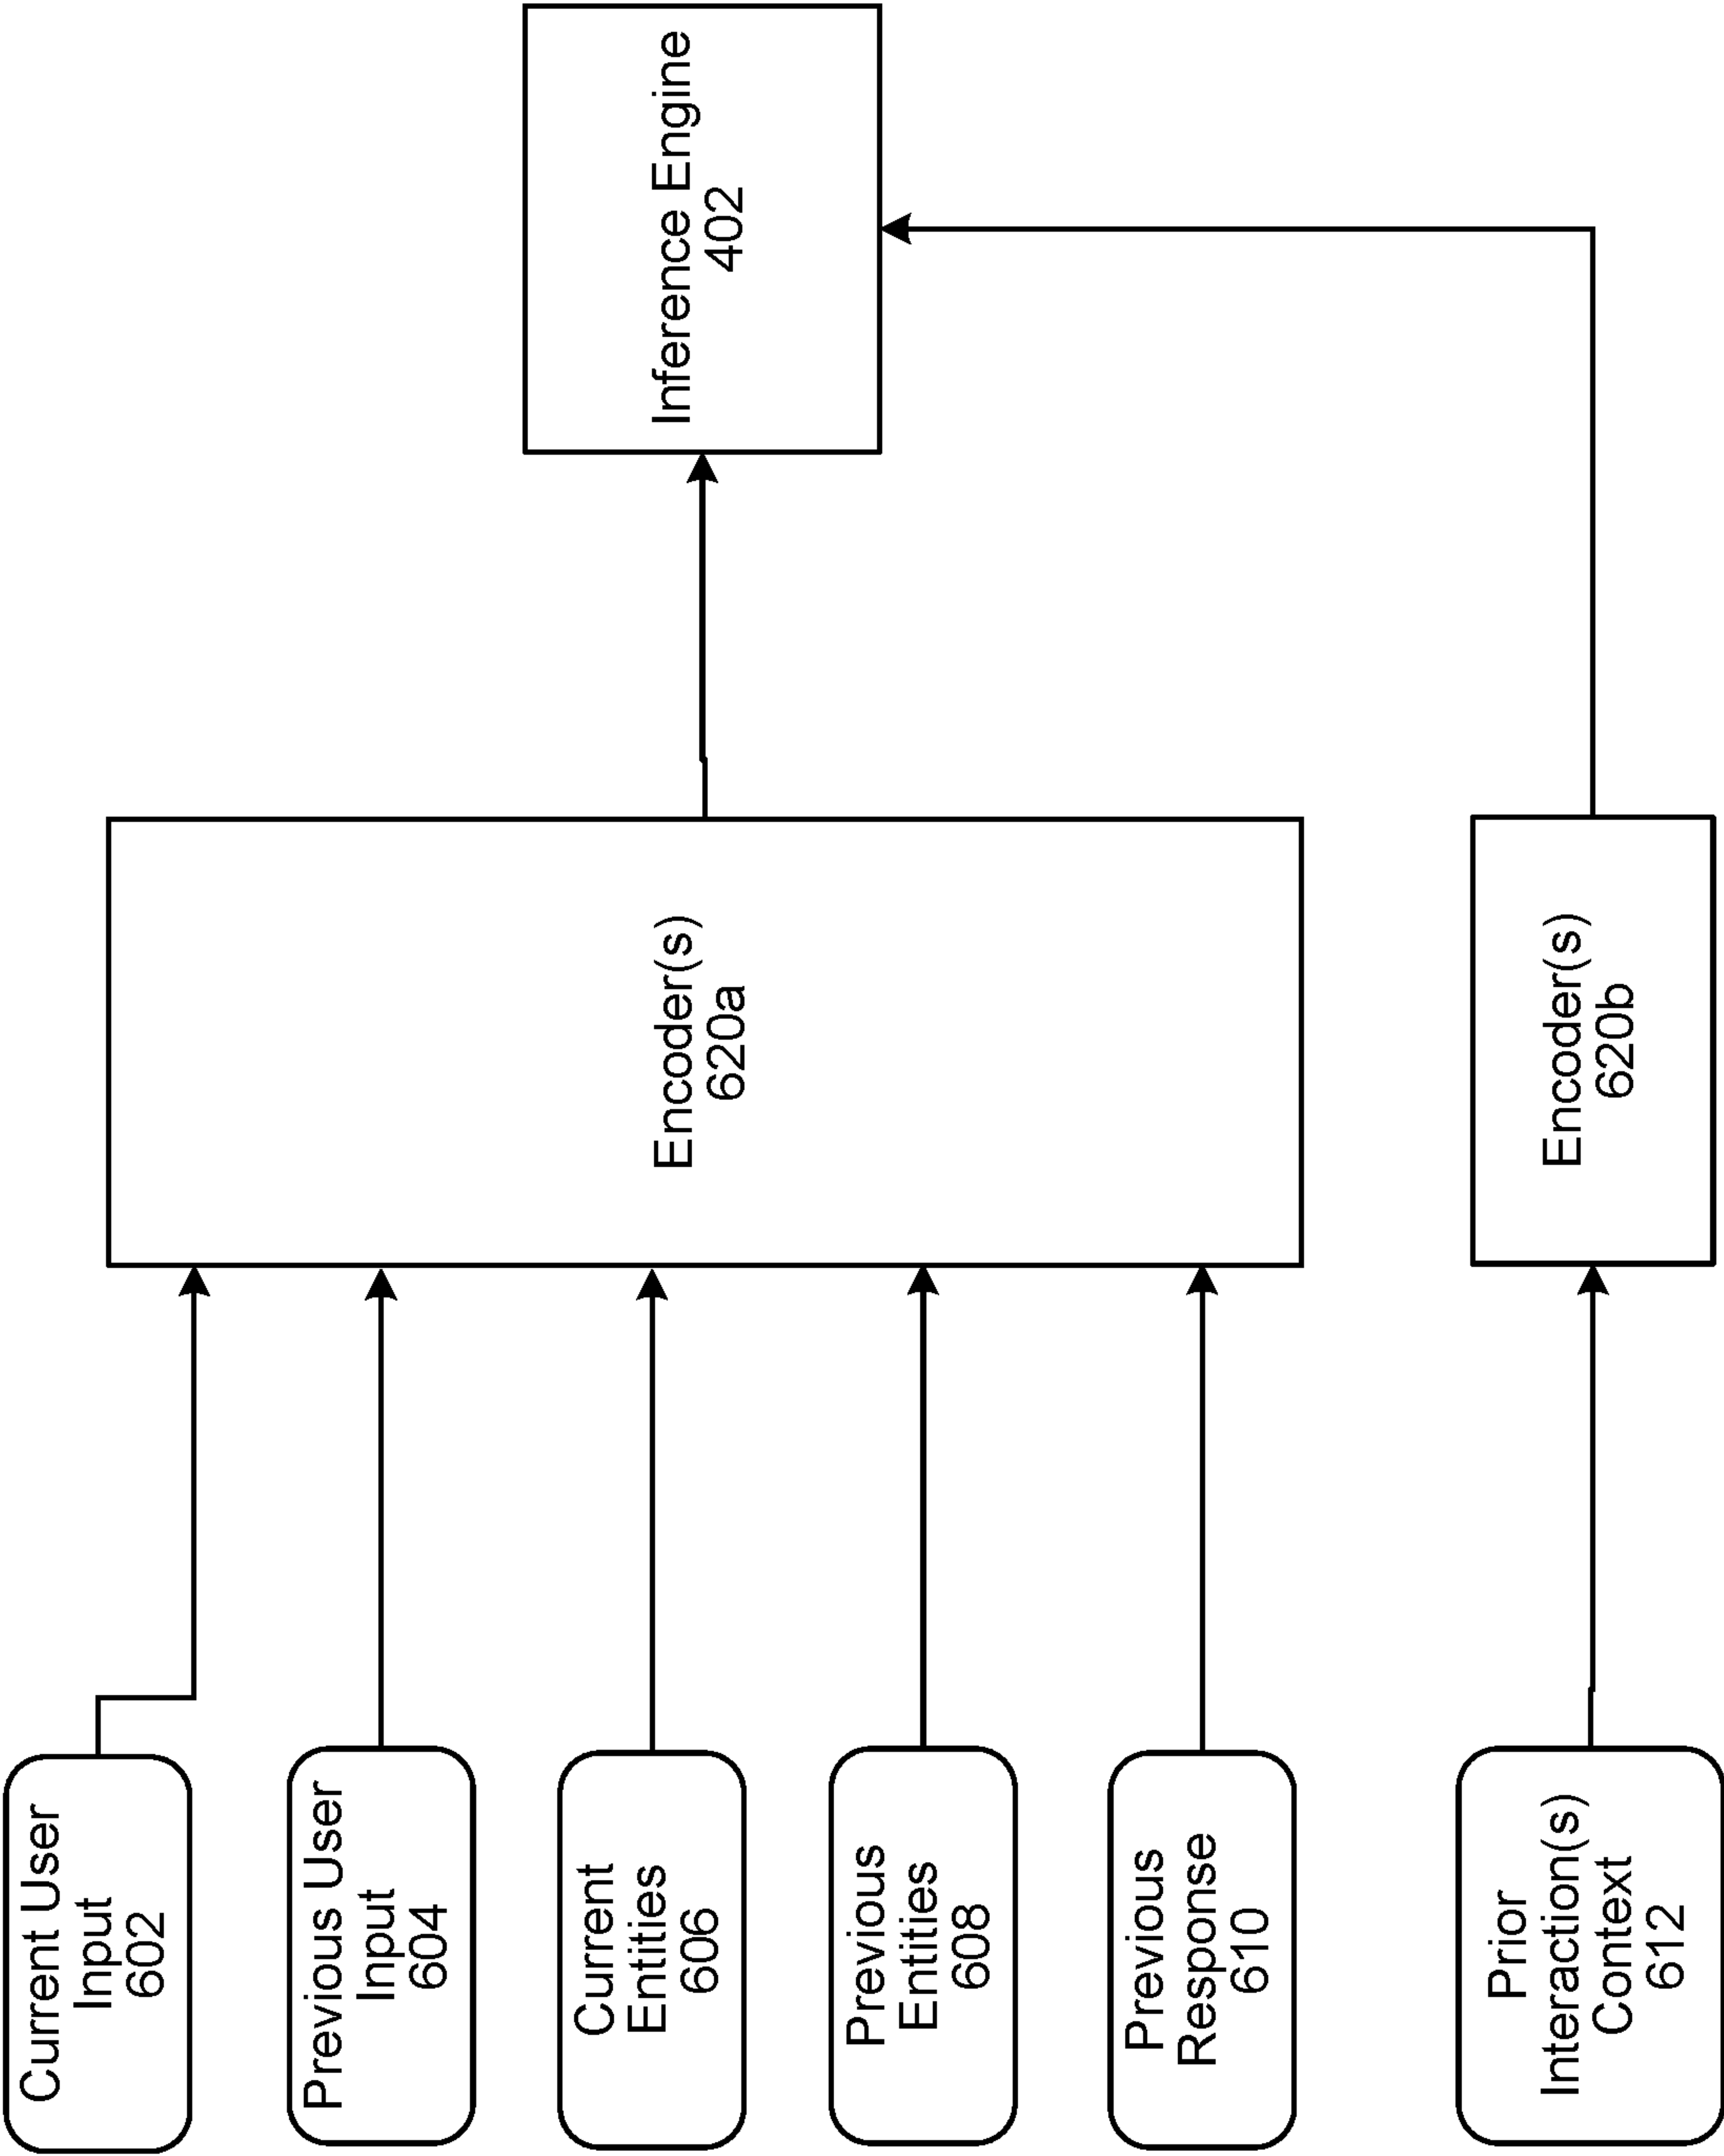 Current User
Input
602
Previous User
Input
604
Current
Entities
606
Previous
Entities
608
Previous
Response
610
Prior
Interaction(s)
Context
612
Encoder(s)
620a
Encoder(s)
620b
Inference Engine
402